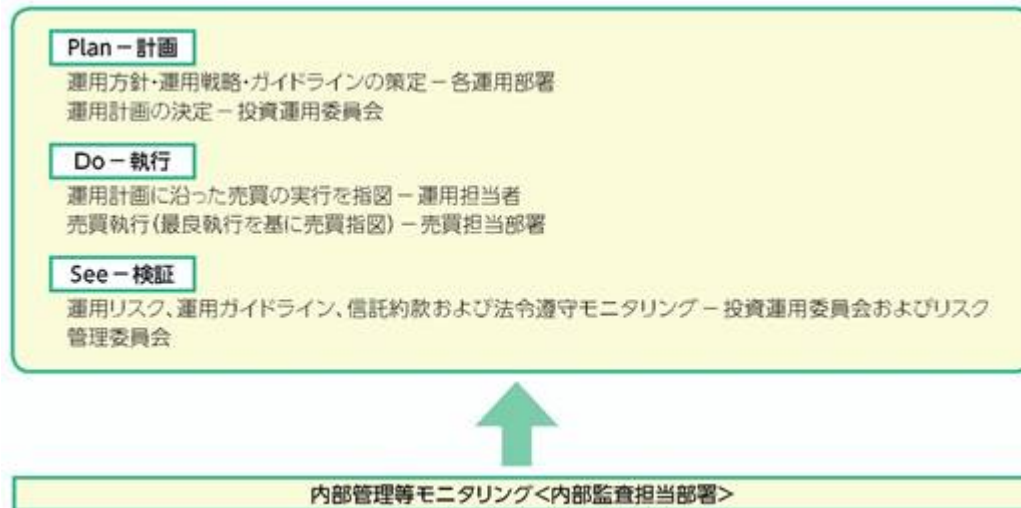 Plan－計画
運用方針・運用戦略・ガイドラインの策定－各運用部署
運用計画の決定－投資運用委員会
Do－執行
運用計画に沿った売買の実行を指図－運用担当者
売買執行(最良執行を基に売買指図)－売買担当部署
See－検証
運用リスク、運用ガイドライン、信託約款および法令遵守モニタリング－投資運用委員会およびリスク
管理委員会
内部管理等モニタリング<内部監査担当部署>